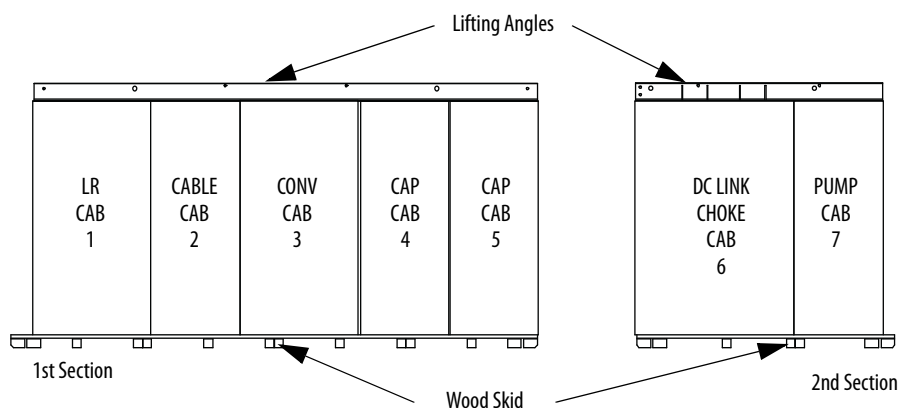 Lifting Angles
LR
CAB
1
CABLE
CAB
2
CONV
CAB
3
CAP
CAB
4
CAP
CAB
5
DC LINK
CHOKE
CAB
6
PUMP
CAB
7
1st Section
Wood Skid
2nd Section